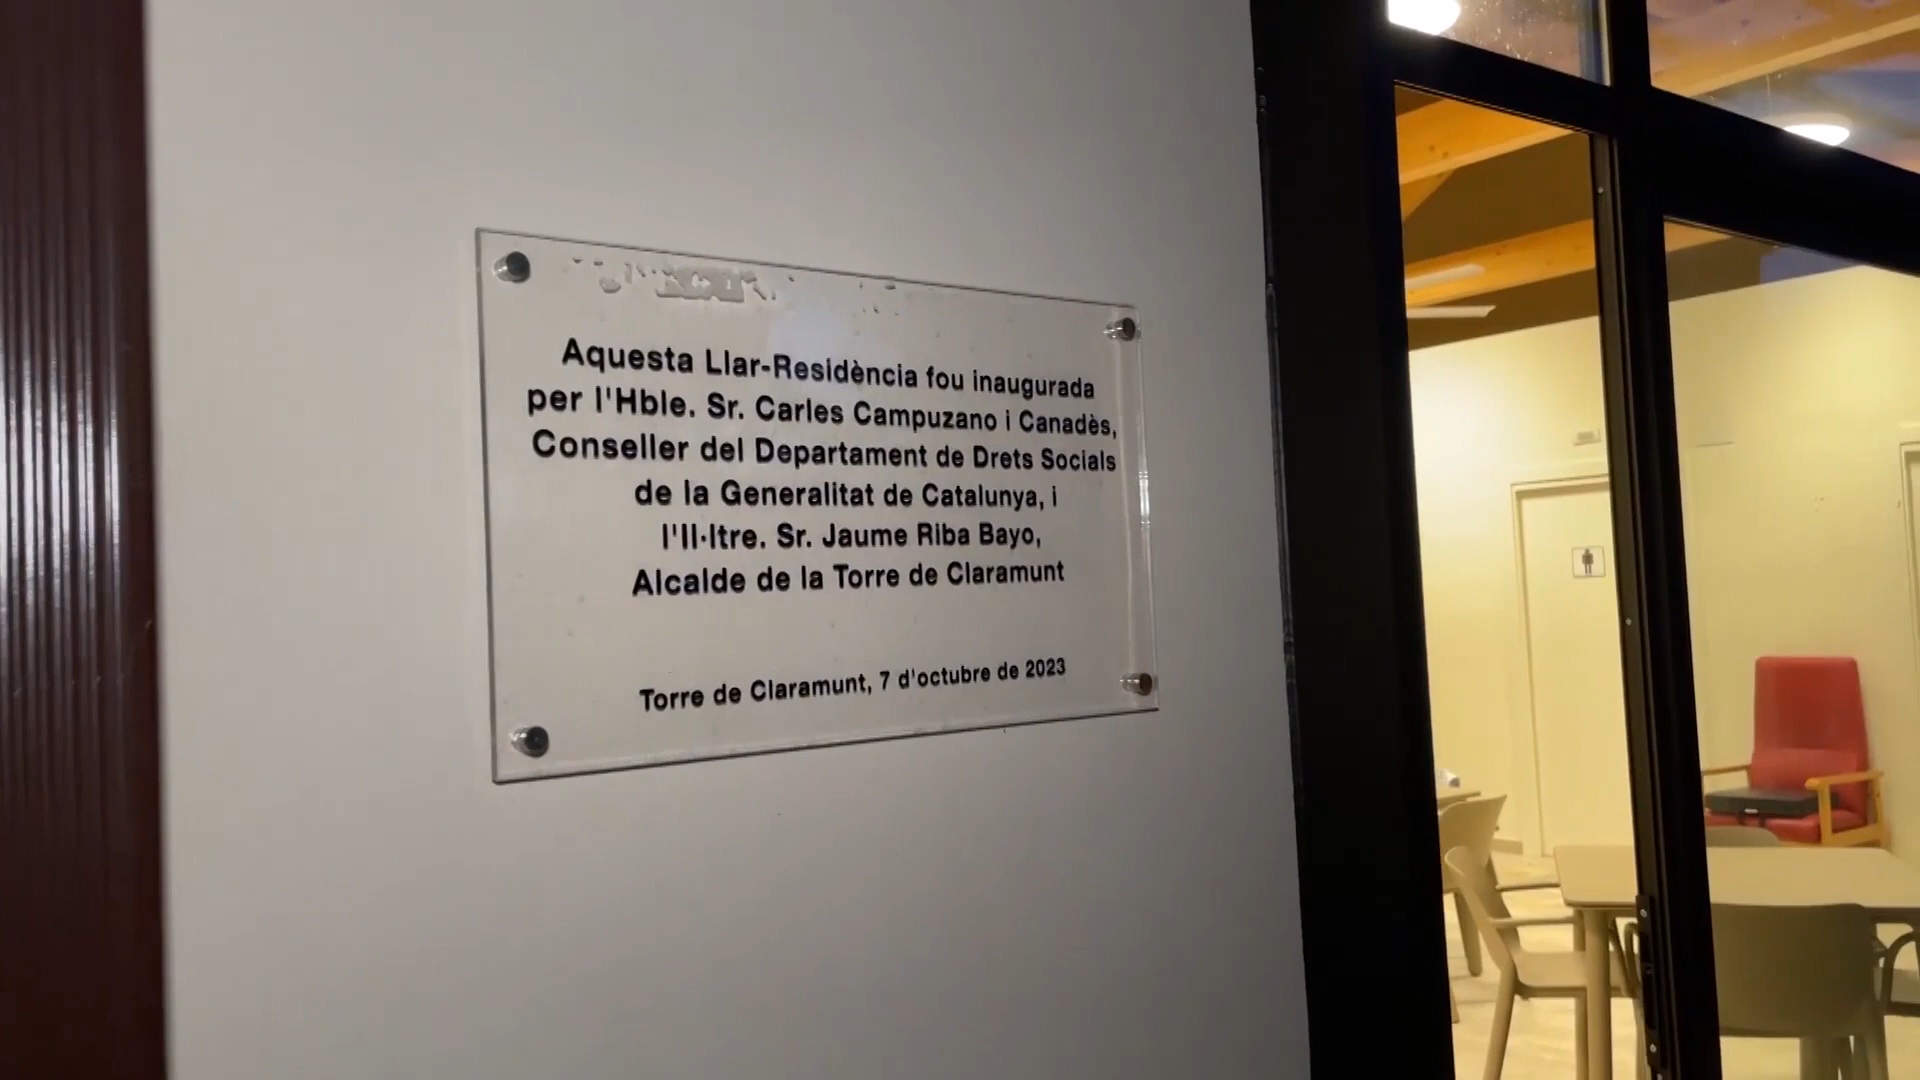 Aquesta Llar-Residència fou inaugurada
per l'Hble. Sr. Carles Campuzano i Canadès,
Conseller del Departament de Drets Socials
de la Generalitat de Catalunya, i
l'Il·ltre. Sr. Jaume Riba Bayo,
Alcalde de la Torre de Claramunt
Torre de Claramunt, 7 d'octubre de 2023